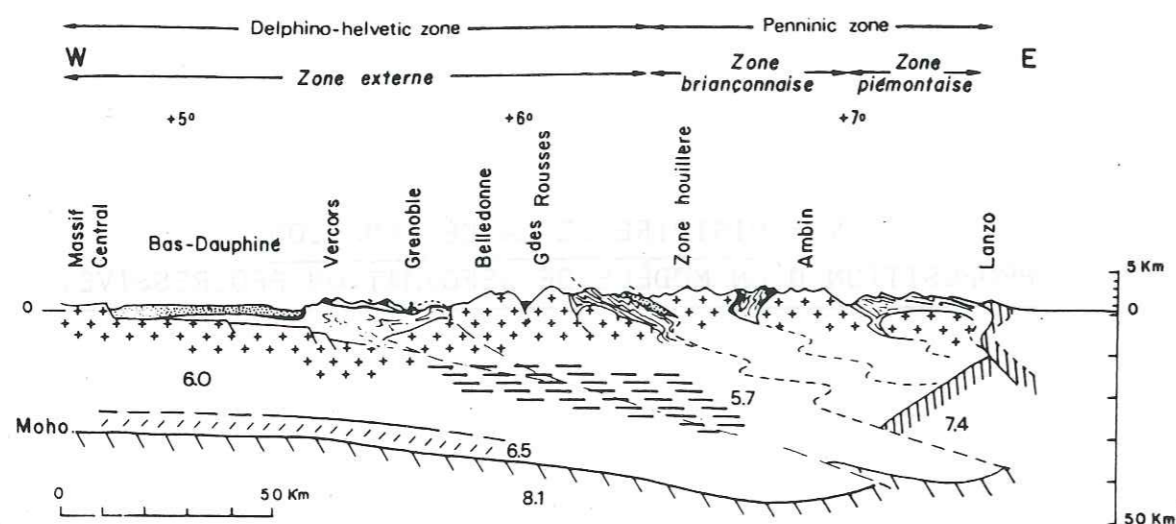 Delphino-helvetic zone Penninic zone
W E
Zone externe Zone briançonnaise Zone piémontaise
+5° +6° +7°
Massif Central
Bas-Dauphiné
Vercors
Grenoble
Belledonne
Gdes Rousses
Zone houillère
Ambin
Lanzo
5 Km
0 0
6.0
5.7
7.4
Moho
6.5
8.1
0 50 Km
50 Km